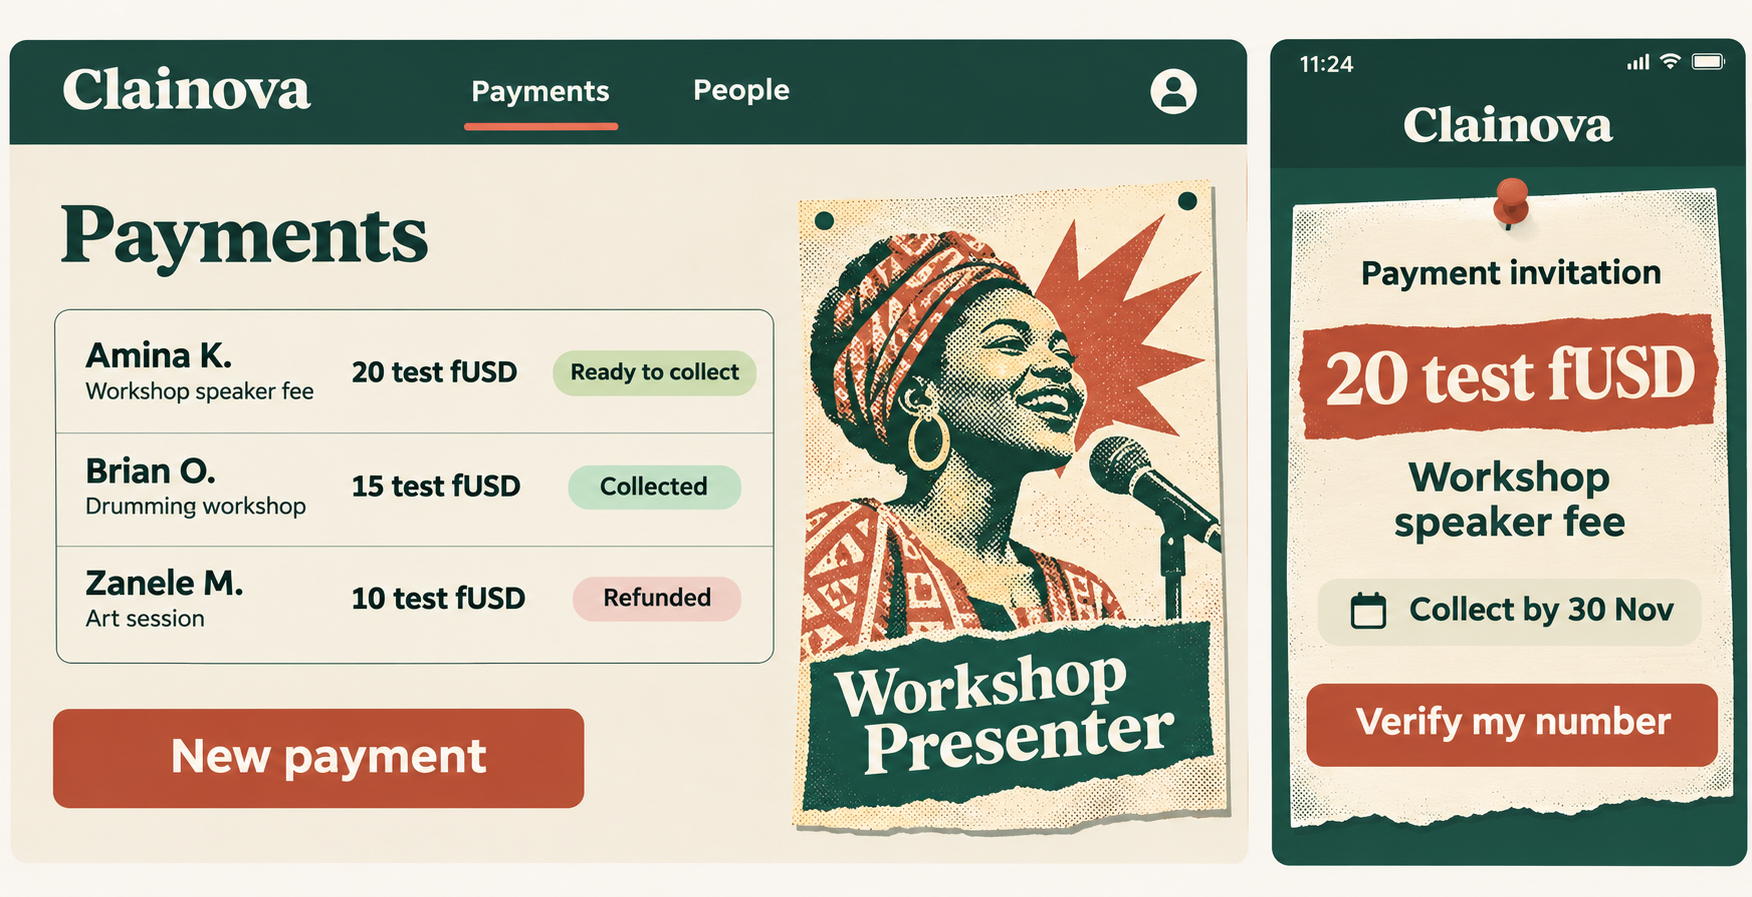 Clainova
Payments
People
Payments
Amina K.
Workshop speaker fee
20 test fUSD
Ready to collect
Brian O.
Drumming workshop
15 test fUSD
Collected
Zanele M.
Art session
10 test fUSD
Refunded
New payment
Workshop
Presenter
11:24
Clainova
Payment invitation
20 test fUSD
Workshop
speaker fee
Collect by 30 Nov
Verify my number